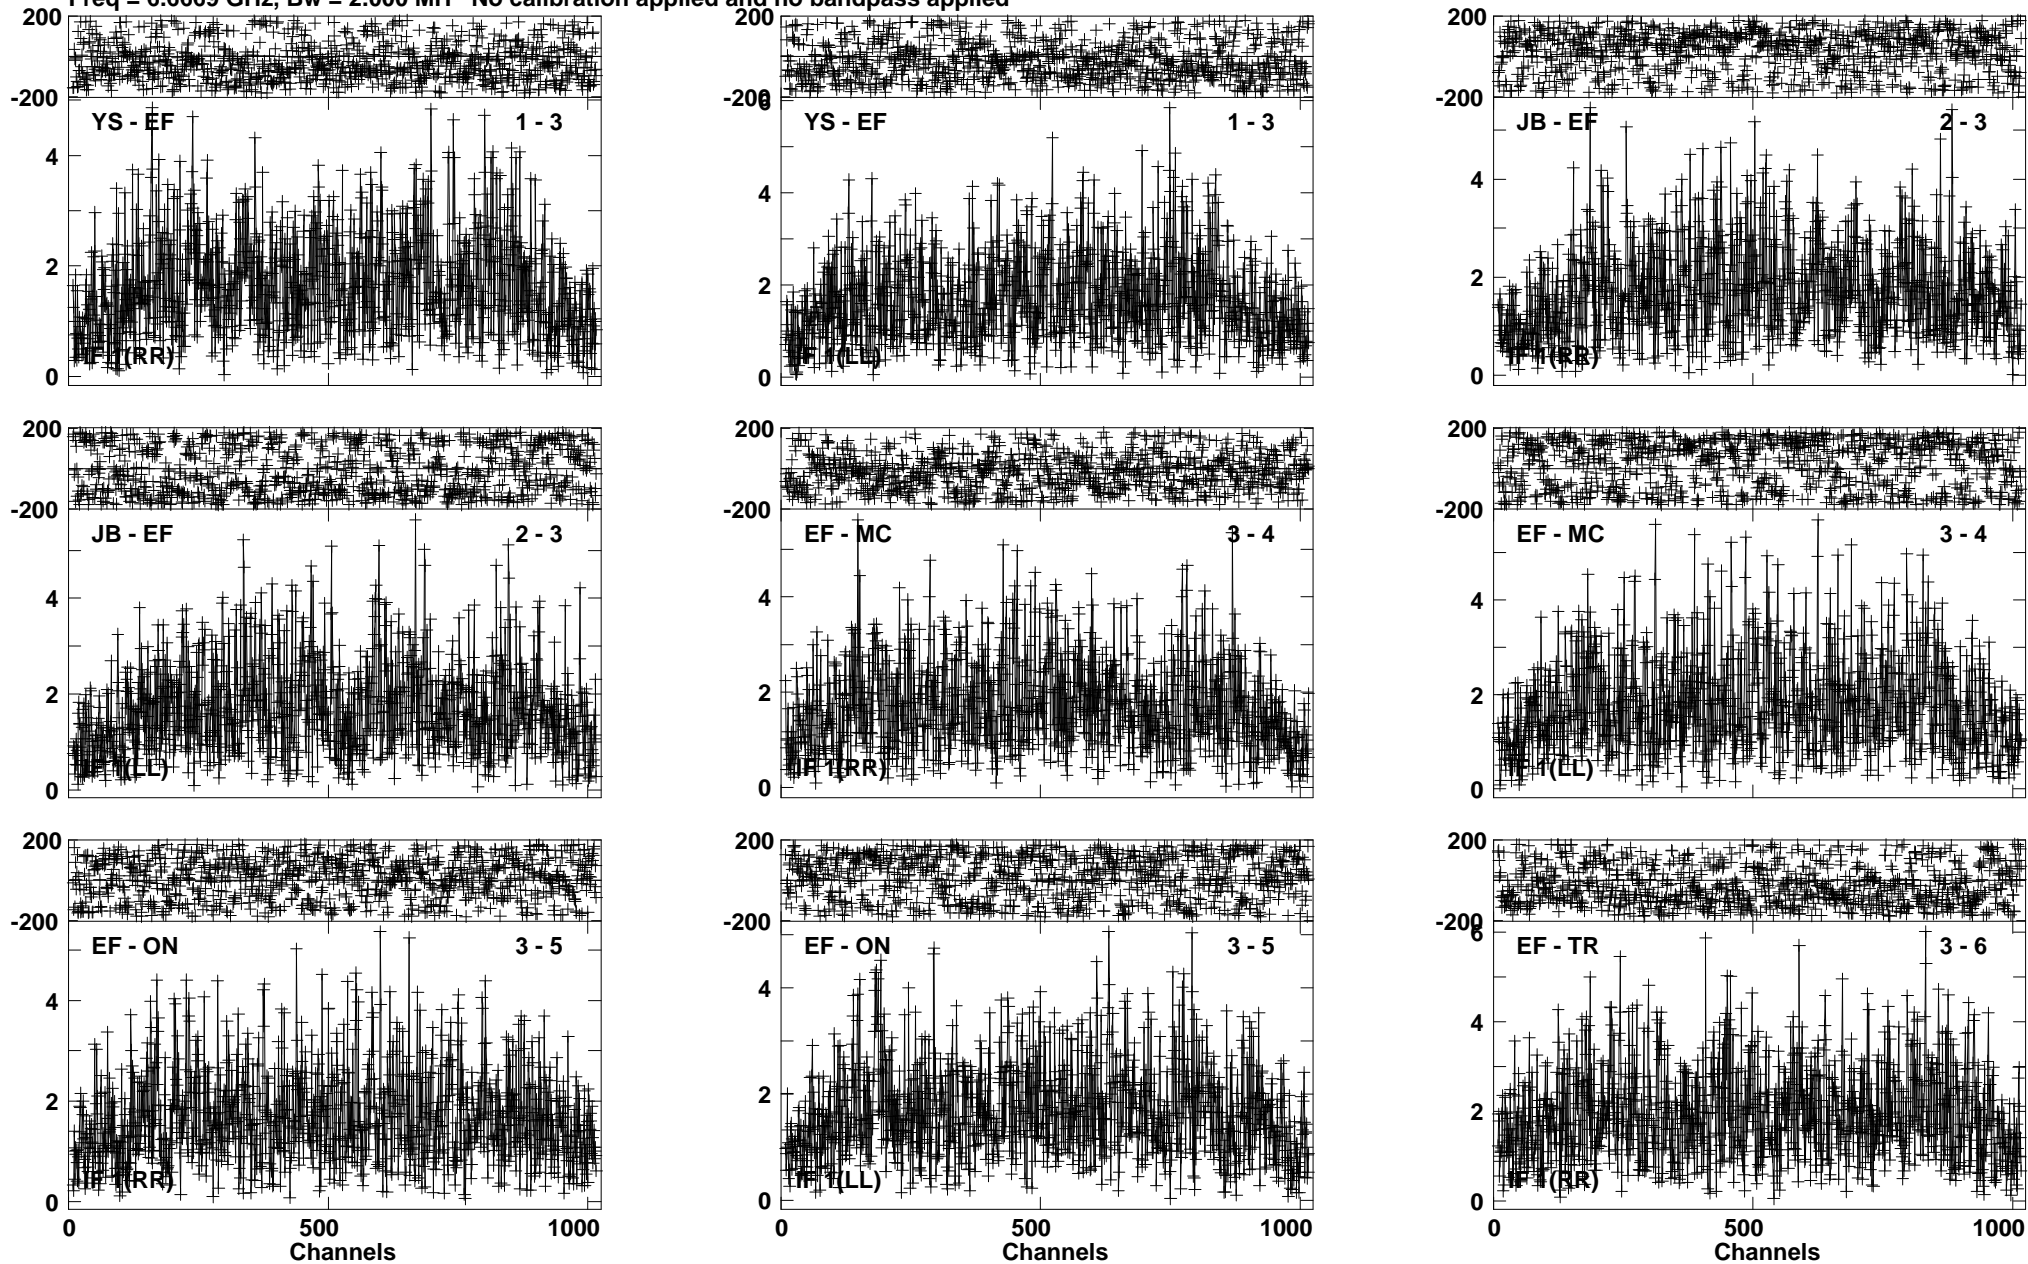 Freq = 6.6669 GHz, Bw = 2.000 MH No calibration applied and no bandpass applied
200
-200
YS - EF 1 - 3
4
2
0
IF 1(RR)
200
-200
6
YS - EF 1 - 3
4
2
0
IF 1(LL)
200
-200
JB - EF 2 - 3
4
2
0
IF 1(RR)
200
-200
JB - EF 2 - 3
4
2
0
IF 1(LL)
200
-200
EF - MC 3 - 4
4
2
0
IF 1(RR)
200
-200
EF - MC 3 - 4
4
2
0
IF 1(LL)
200
-200
EF - ON 3 - 5
4
2
0
IF 1(RR)
0 500 1000
Channels
200
-200
EF - ON 3 - 5
4
2
0
IF 1(LL)
0 500 1000
Channels
200
-200
6
EF - TR 3 - 6
4
2
0
IF 1(RR)
0 500 1000
Channels